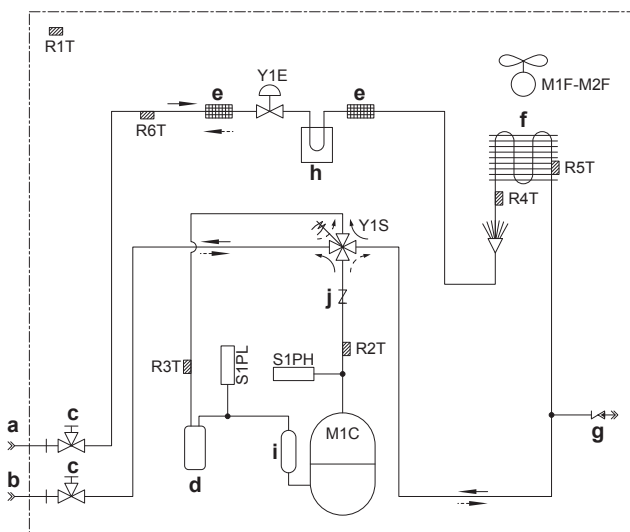 R1T
Y1E
M1F-M2F
e
e
f
R6T
h
R5T
R4T
Y1S
j
R3T
S1PL
S1PH
R2T
a
c
g
M1C
i
b
c
d